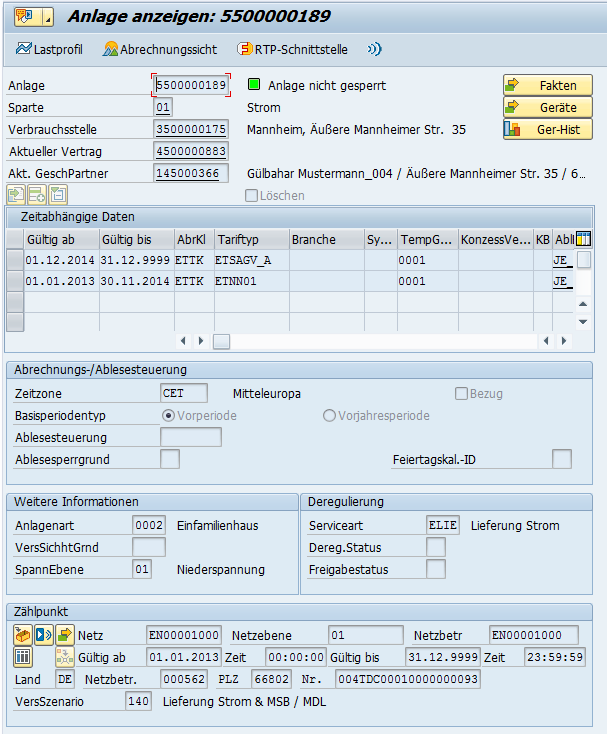 Anlage anzeigen: 5500000189
Lastprofil Abrechnungssicht RTP-Schnittstelle
Anlage 5500000189 Anlage nicht gesperrt Fakten
Sparte 01 Strom Geräte
Verbrauchsstelle 3500000175 Mannheim, Äußere Mannheimer Str. 35 Ger-Hist
Aktueller Vertrag 4500000883
Akt. GeschPartner 145000366 Gülbahar Mustermann_004 / Äußere Mannheimer Str. 35 / 6...
Löschen
Zeitabhängige Daten
Gültig ab Gültig bis AbrKl Tariftyp Branche Sy... TempG... KonzessVe... KB Abl
01.12.2014 31.12.9999 ETTK ETSAGV_A 0001 JE_
01.01.2013 30.11.2014 ETTK ETNN01 0001 JE_
Abrechnungs-/Ablesesteuerung
Zeitzone CET Mitteleuropa Bezug
Basisperiodentyp Vorperiode Vorjahresperiode
Ablesesteuerung
Ablesesperrgrund Feiertagskal.-ID
Weitere Informationen Deregulierung
Anlagenart 0002 Einfamilienhaus Serviceart ELIE Lieferung Strom
VersSichhtGrnd Dereg.Status
SpannEbene 01 Niederspannung Freigabestatus
Zählpunkt
Netz EN00001000 Netzebene 01 Netzbetr EN00001000
Gültig ab 01.01.2013 Zeit 00:00:00 Gültig bis 31.12.9999 Zeit 23:59:59
Land DE Netzbetr. 000562 PLZ 66802 Nr. 004TDC00010000000093
VersSzenario 140 Lieferung Strom & MSB / MDL